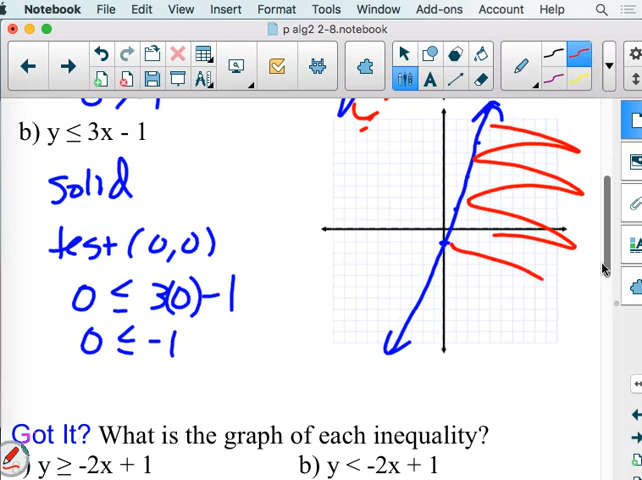 Notebook File Edit View Insert Format Tools Window Add-ons Account
p alg2 2-8.notebook
b) y ≤ 3x - 1
solid
test (0,0)
0 ≤ 3(0)-1
0 ≤ -1
Got It? What is the graph of each inequality?
) y ≥ -2x + 1 b) y < -2x + 1